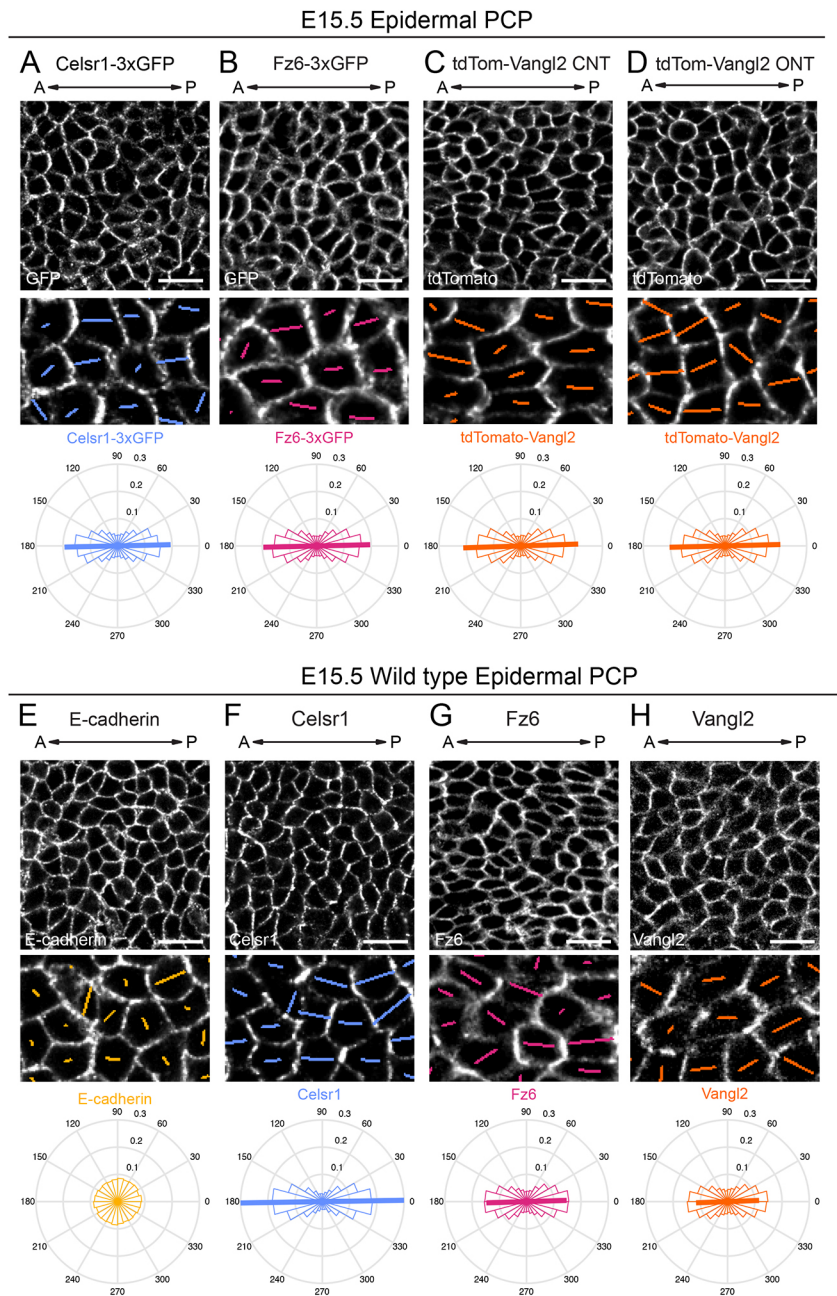 E15.5 Epidermal PCP
A Celsr1-3xGFP
A P
GFP
Celsr1-3xGFP
90 0.3
120 60
0.2
150 0.1 30
180 0
210 330
240 300
270
B Fz6-3xGFP
A P
GFP
Fz6-3xGFP
90 0.3
120 60
0.2
150 0.1 30
180 0
210 330
240 300
270
C tdTom-Vangl2 CNT
A P
tdTomato
tdTomato-Vangl2
90 0.3
120 60
0.2
150 0.1 30
180 0
210 330
240 300
270
D tdTom-Vangl2 ONT
A P
tdTomato
tdTomato-Vangl2
90 0.3
120 60
0.2
150 0.1 30
180 0
210 330
240 300
270
E15.5 Wild type Epidermal PCP
E E-cadherin
A P
E-cadherin
E-cadherin
90 0.3
120 60
0.2
150 0.1 30
180 0
210 330
240 300
270
F Celsr1
A P
Celsr1
Celsr1
90 0.3
120 60
0.2
150 0.1 30
180 0
210 330
240 300
270
G Fz6
A P
Fz6
Fz6
90 0.3
120 60
0.2
150 0.1 30
180 0
210 330
240 300
270
H Vangl2
A P
Vangl2
Vangl2
90 0.3
120 60
0.2
150 0.1 30
180 0
210 330
240 300
270